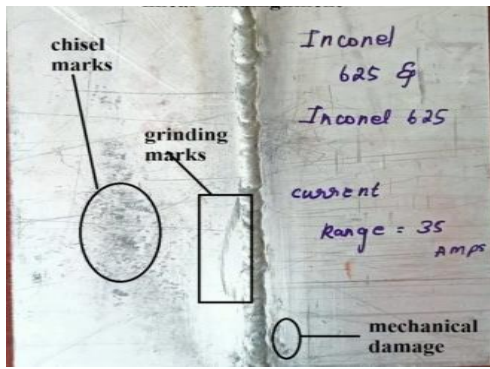 chisel
marks
grinding
marks
Inconel
625 &
Inconel 625
current
Range = 35
Amps
mechanical
damage